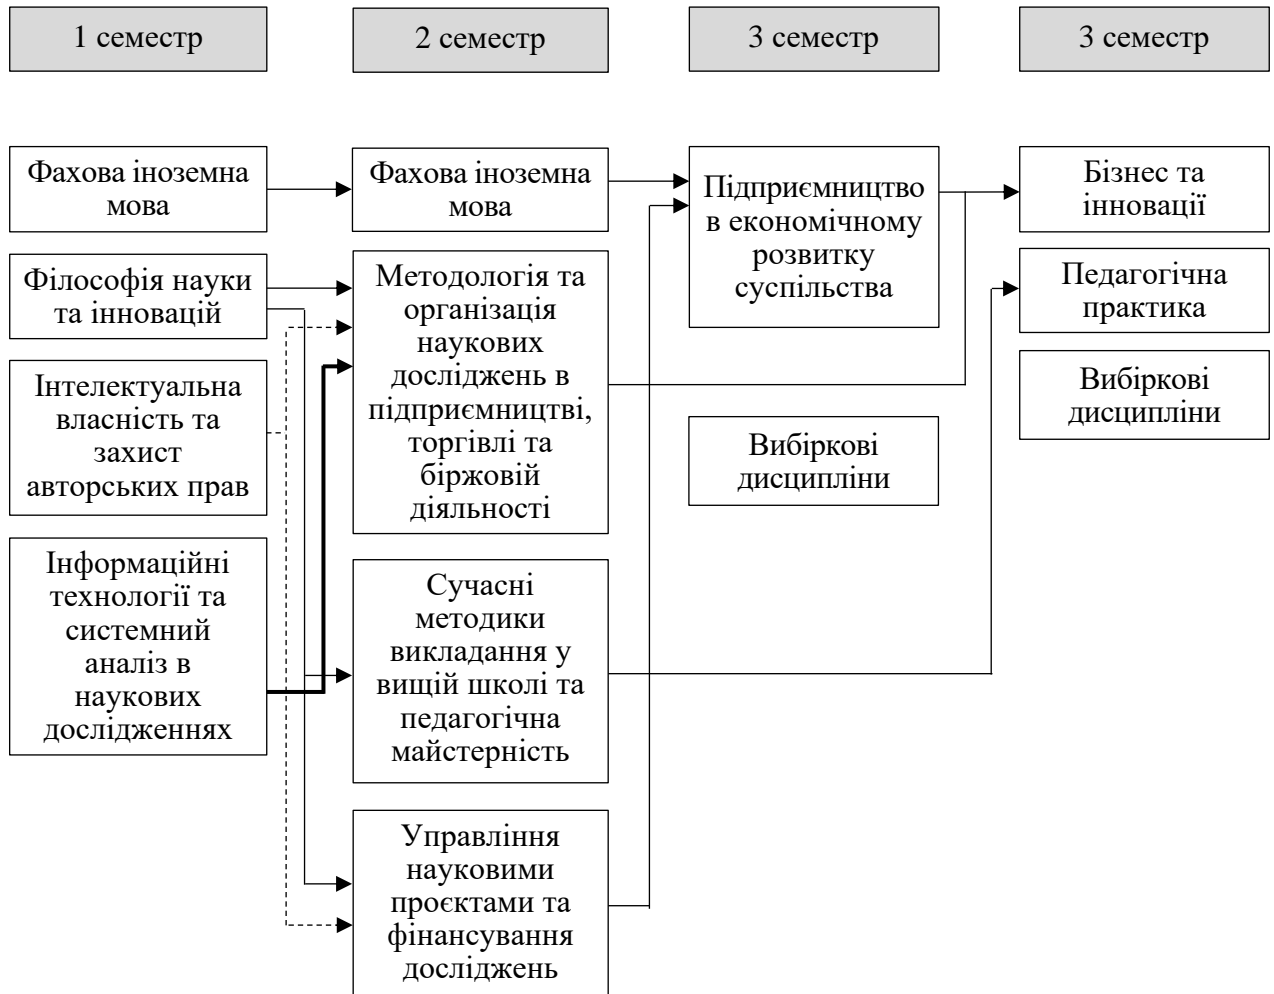 1 семестр
2 семестр
3 семестр
3 семестр
Фахова іноземна
мова
Філософія науки
та інновацій
Інтелектуальна
власність та
захист
авторських прав
Інформаційні
технології та
системний
аналіз в
наукових
дослідженнях
Фахова іноземна
мова
Методологія та
організація
наукових
досліджень в
підприємництві,
торгівлі та
біржовій
діяльності
Сучасні
методики
викладання у
вищій школі та
педагогічна
майстерність
Управління
науковими
проєктами та
фінансування
досліджень
Підприємництво
в економічному
розвитку
суспільства
Вибіркові
дисципліни
Бізнес та
інновації
Педагогічна
практика
Вибіркові
дисципліни